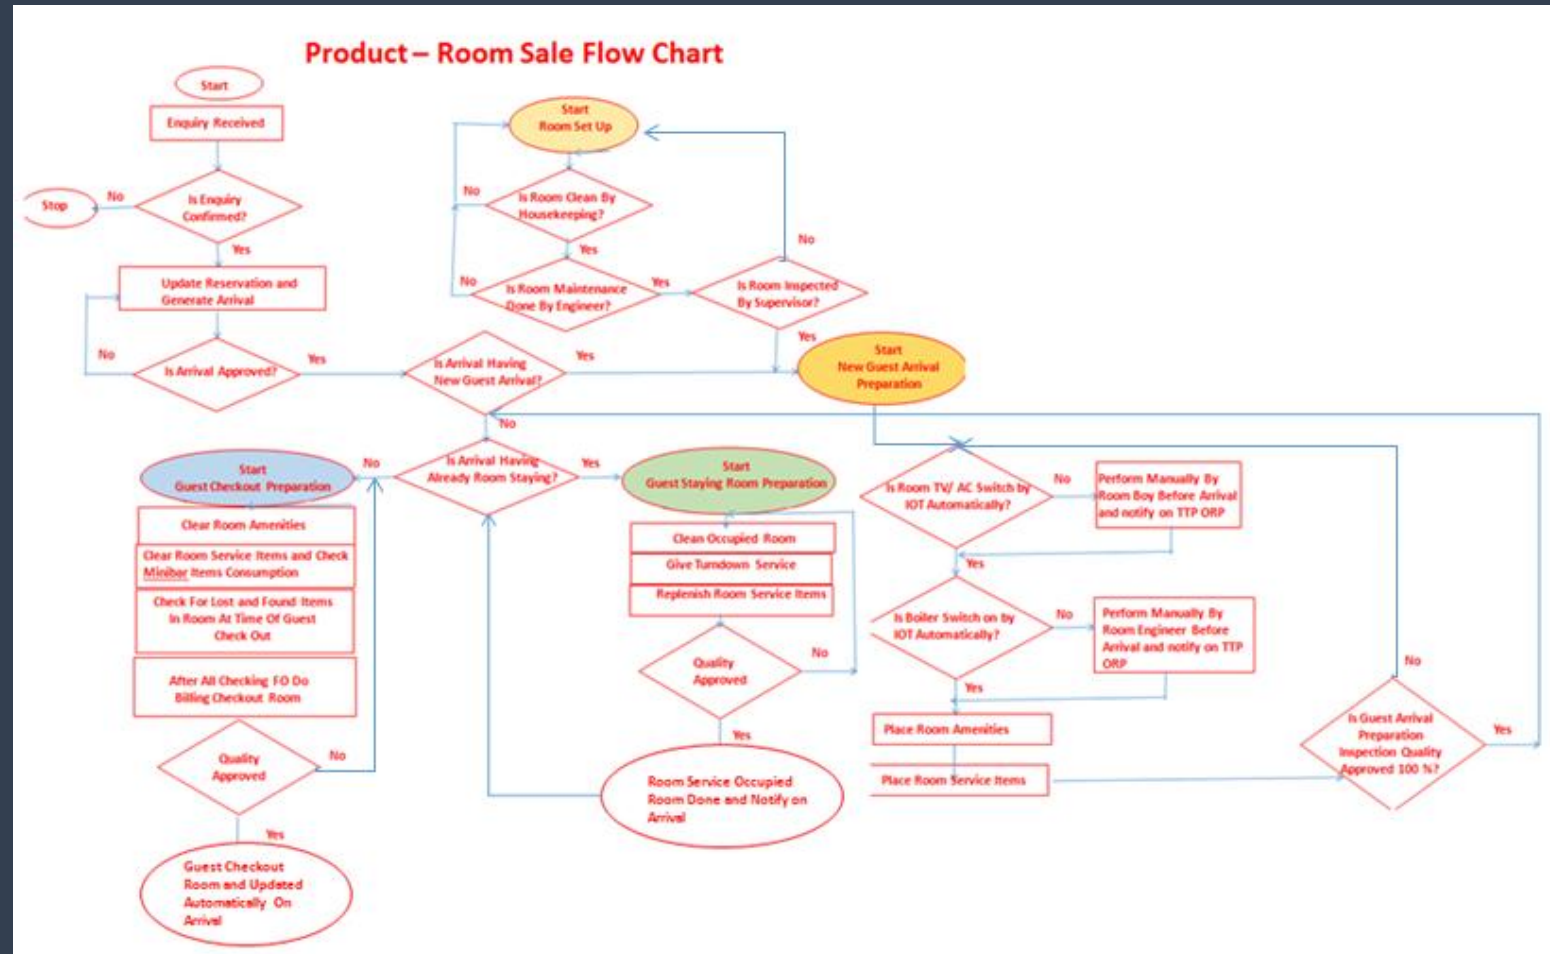 Product – Room Sale Flow Chart
Start
Enquiry Received
Is Enquiry
Confirmed?
No
Stop
Yes
Update Reservation and
Generate Arrival
Is Arrival Approved?
No
Yes
Start
Room Set Up
Is Room Clean By
Housekeeping?
No
Yes
Is Room Maintenance
Done By Engineer?
No
Yes
Is Room Inspected
By Supervisor?
No
Yes
Is Arrival Having
New Guest Arrival?
Yes
No
Start
New Guest Arrival
Preparation
Is Arrival Having
Already Room Staying?
No
Yes
Start
Guest Checkout Preparation
Clear Room Amenities
Clear Room Service Items and Check
Minibar Items Consumption
Check For Lost and Found Items
In Room At Time Of Guest
Check Out
After All Checking FO Do
Billing Checkout Room
Quality
Approved
No
Yes
Guest Checkout
Room and Updated
Automatically On
Arrival
Start
Guest Staying Room Preparation
Clean Occupied Room
Give Turndown Service
Replenish Room Service Items
Quality
Approved
No
Yes
Room Service Occupied
Room Done and Notify on
Arrival
Is Room TV/ AC Switch by
IOT Automatically?
No
Perform Manually By
Room Boy Before Arrival
and notify on TTP ORP
Yes
Is Boiler Switch on by
IOT Automatically?
No
Perform Manually By
Room Engineer Before
Arrival and notify on TTP
ORP
Yes
Place Room Amenities
Place Room Service Items
Is Guest Arrival
Preparation
Inspection Quality
Approved 100 %?
No
Yes